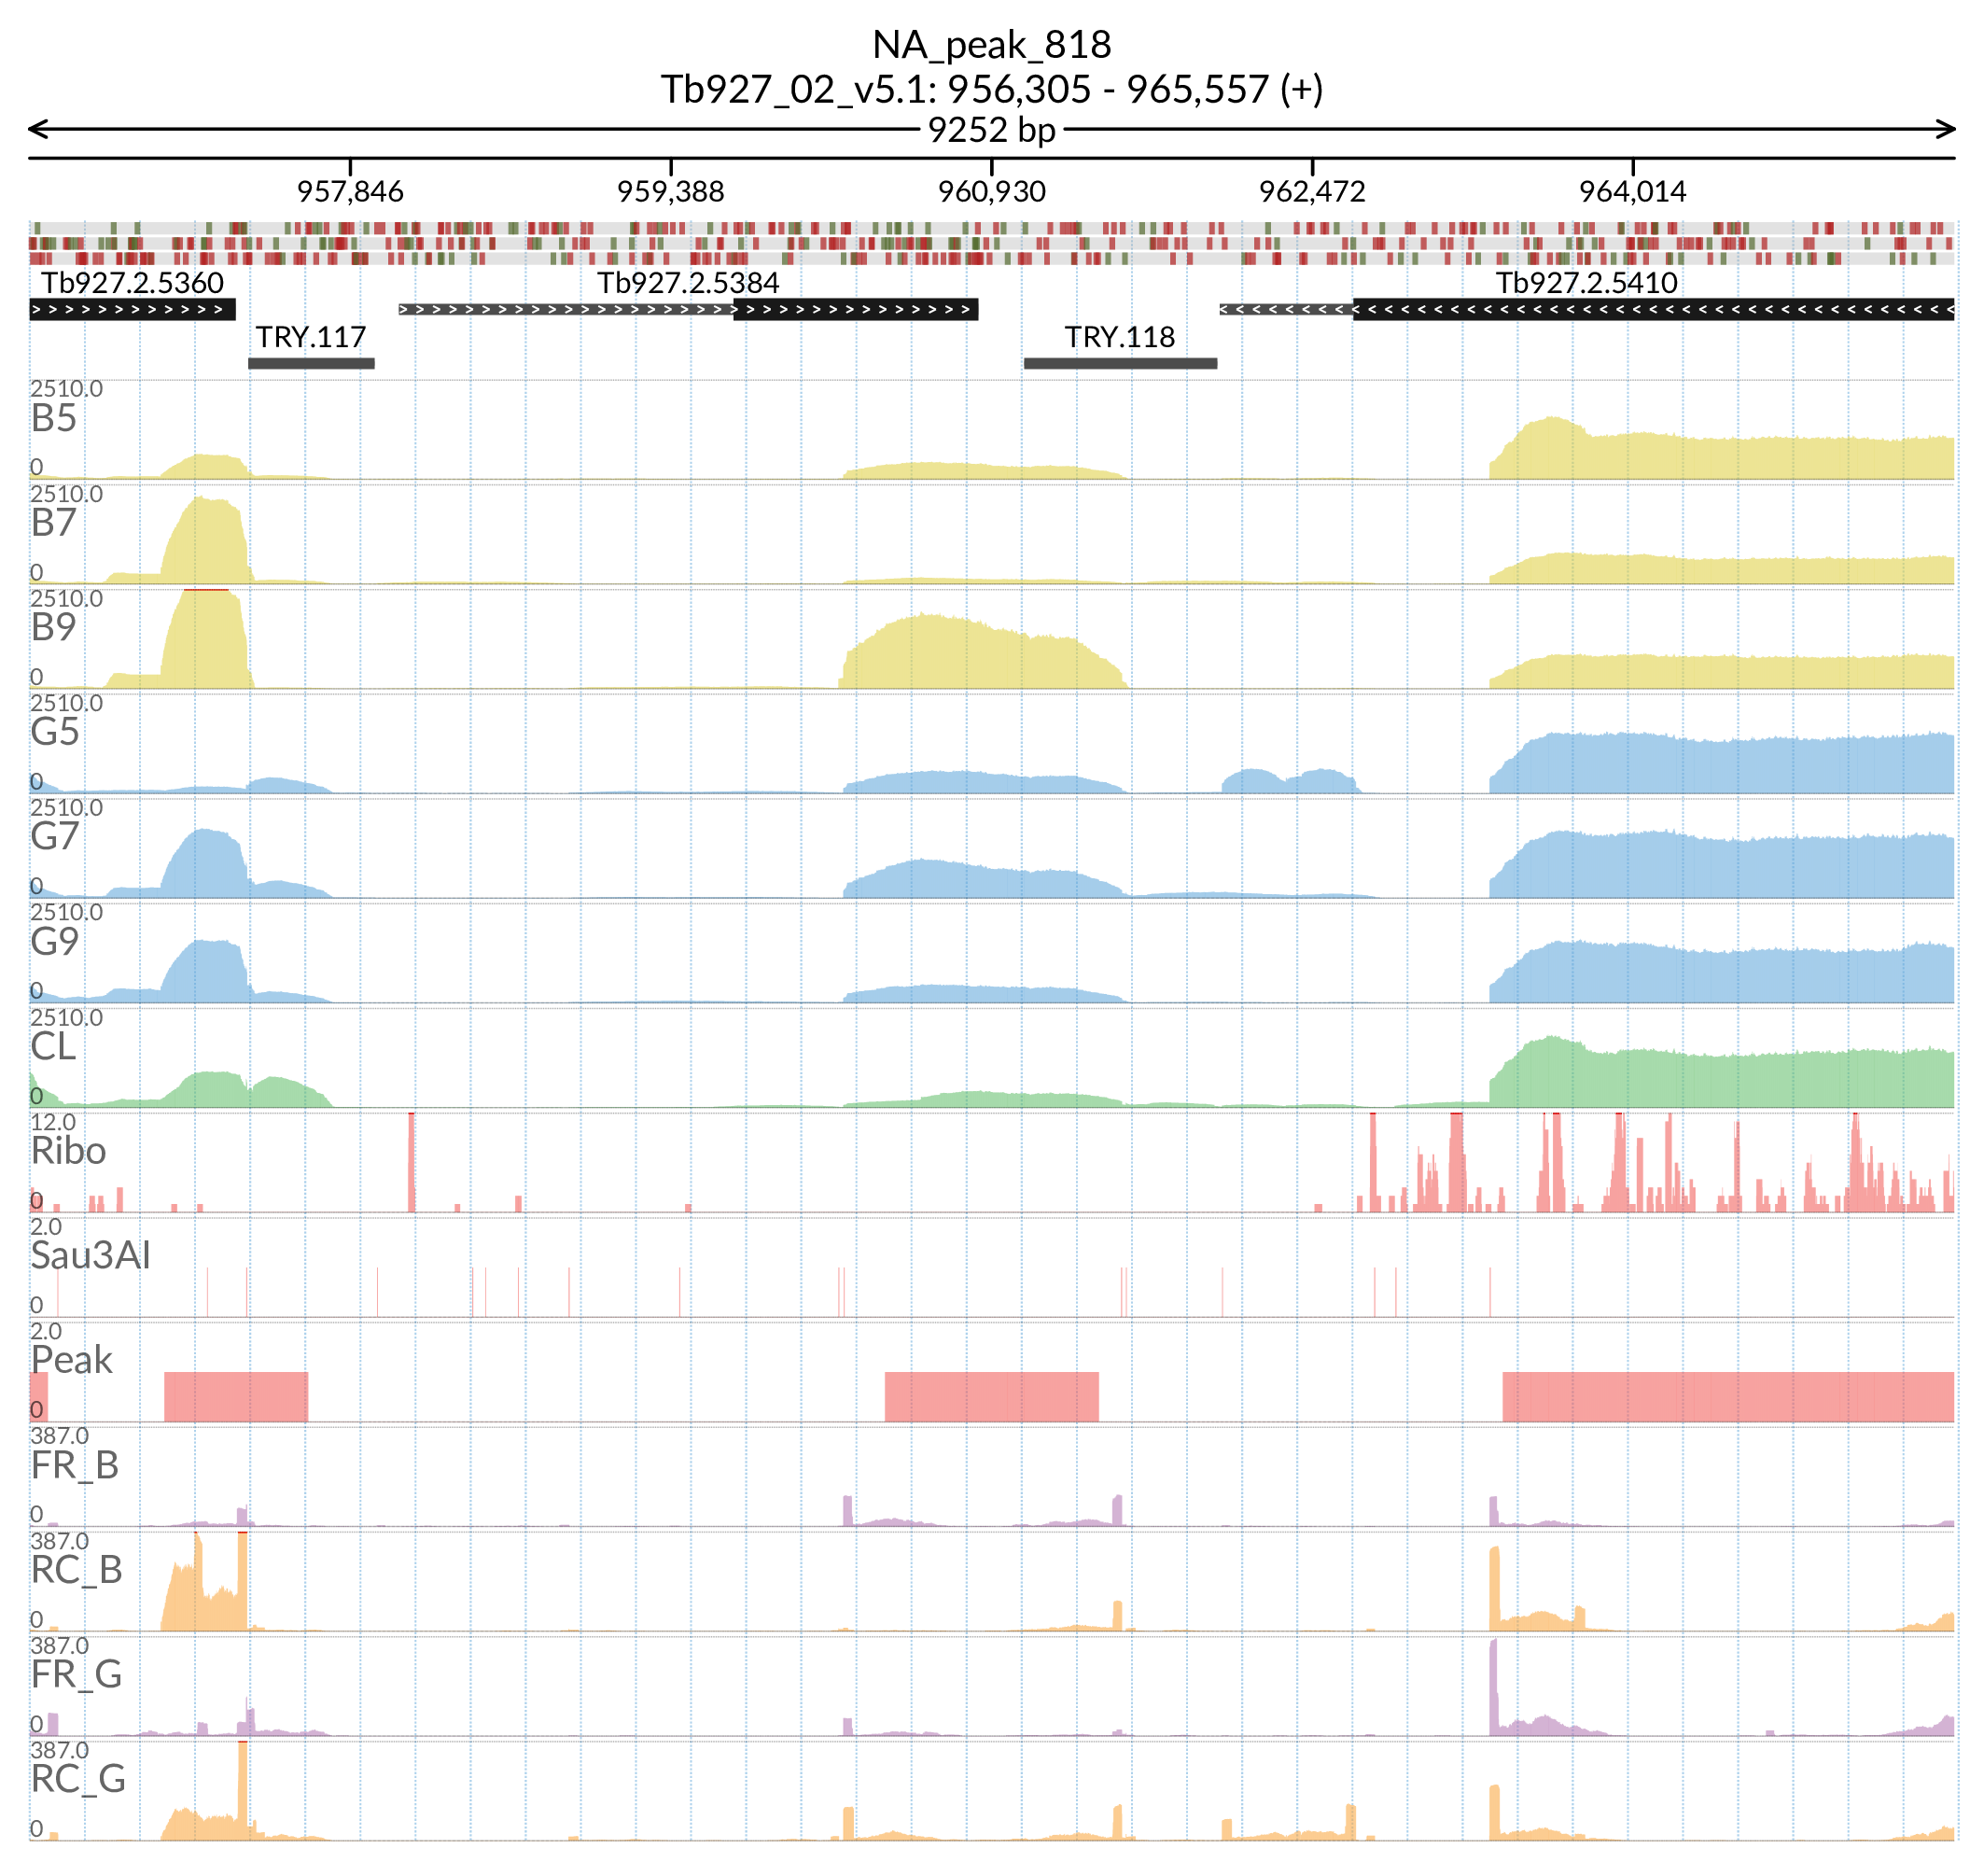 NA_peak_818
Tb927_02_v5.1: 956,305 - 965,557 (+)
9252 bp
957,846 959,388 960,930 962,472 964,014
Tb927.2.5360 Tb927.2.5384 Tb927.2.5410
TRY.117 TRY.118
2510.0
B5
0
2510.0
B7
0
2510.0
B9
0
2510.0
G5
0
2510.0
G7
0
2510.0
G9
0
2510.0
CL
0
12.0
Ribo
0
2.0
Sau3AI
0
2.0
Peak
0
387.0
FR_B
0
387.0
RC_B
0
387.0
FR_G
0
387.0
RC_G
0